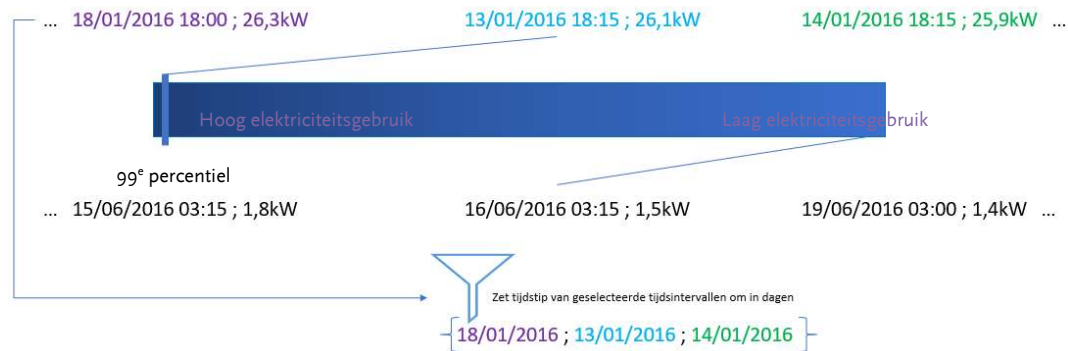 ... 18/01/2016 18:00 ; 26,3kW 13/01/2016 18:15 ; 26,1kW 14/01/2016 18:15 ; 25,9kW ...
Hoog elektriciteitsgebruik Laag elektriciteitsgebruik
99e percentiel
... 15/06/2016 03:15 ; 1,8kW 16/06/2016 03:15 ; 1,5kW 19/06/2016 03:00 ; 1,4kW ...
Zet tijdstip van geselecteerde tijdsintervallen om in dagen
18/01/2016 ; 13/01/2016 ; 14/01/2016